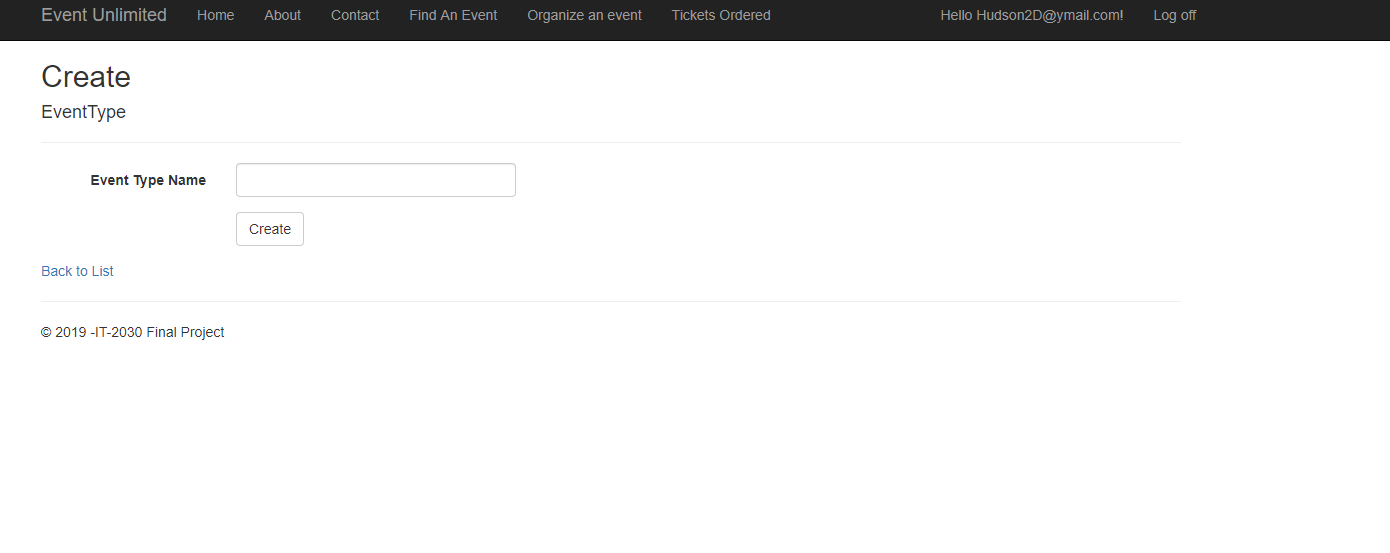 Event Unlimited Home About Contact Find An Event Organize an event Tickets Ordered Hello Hudson2D@ymail.com! Log off
Create
EventType
Event Type Name
Create
Back to List
© 2019 -IT-2030 Final Project